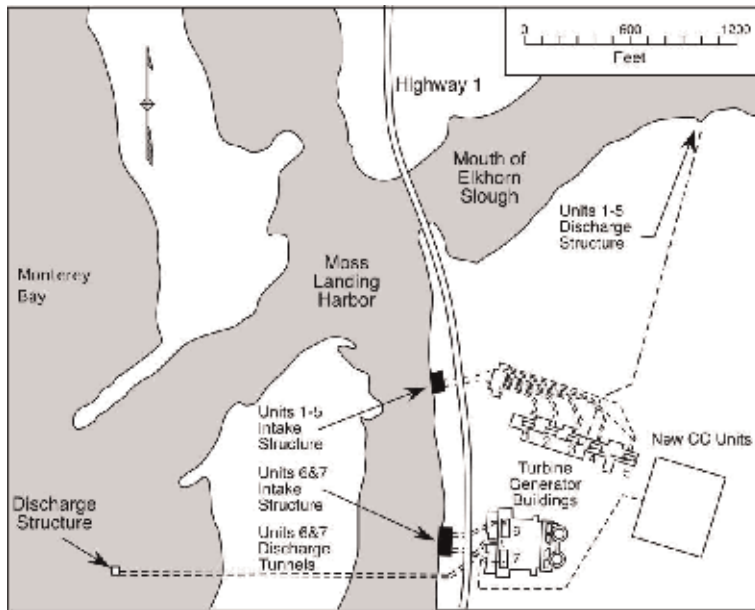 0 600 1200
Feet
Highway 1
Mouth of
Elkhorn
Slough
Units 1-5
Discharge
Structure
Monterey
Bay
Moss
Landing
Harbor
Units 1-5
Intake
Structure
New CC Units
Turbine
Generator
Buildings
Units 6&7
Intake
Structure
Discharge
Structure
Units 6&7
Discharge
Tunnels
6
7